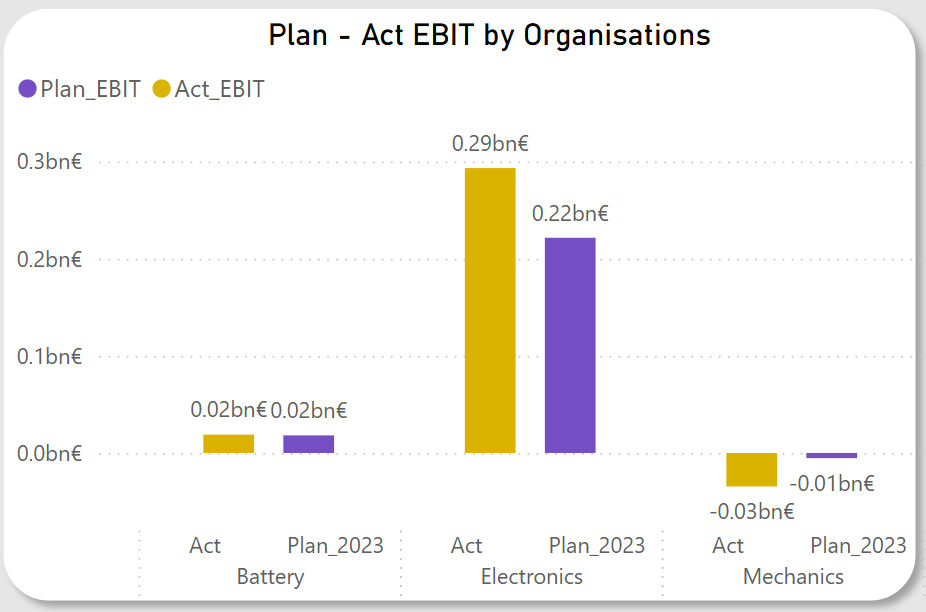 Plan - Act EBIT by Organisations
Plan_EBIT Act_EBIT
0.29bn€
0.3bn€
0.22bn€
0.2bn€
0.1bn€
0.02bn€ 0.02bn€
0.0bn€
-0.01bn€
-0.03bn€
Act Plan_2023 Act Plan_2023 Act Plan_2023
Battery Electronics Mechanics